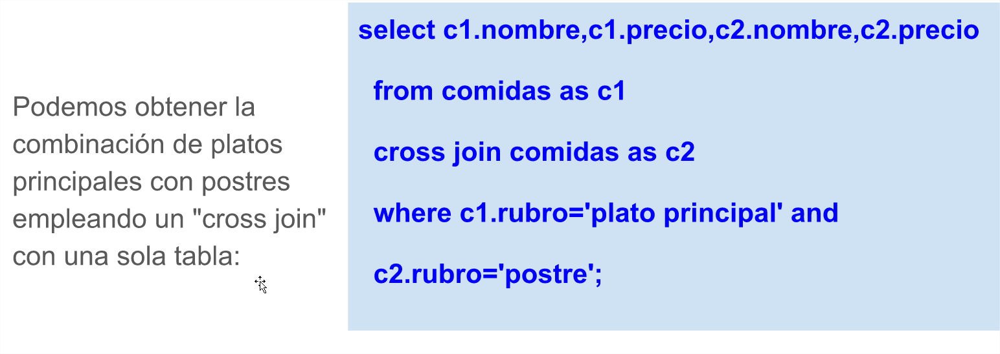 Podemos obtener la
combinación de platos
principales con postres
empleando un "cross join"
con una sola tabla:
select c1.nombre,c1.precio,c2.nombre,c2.precio
from comidas as c1
cross join comidas as c2
where c1.rubro='plato principal' and
c2.rubro='postre';